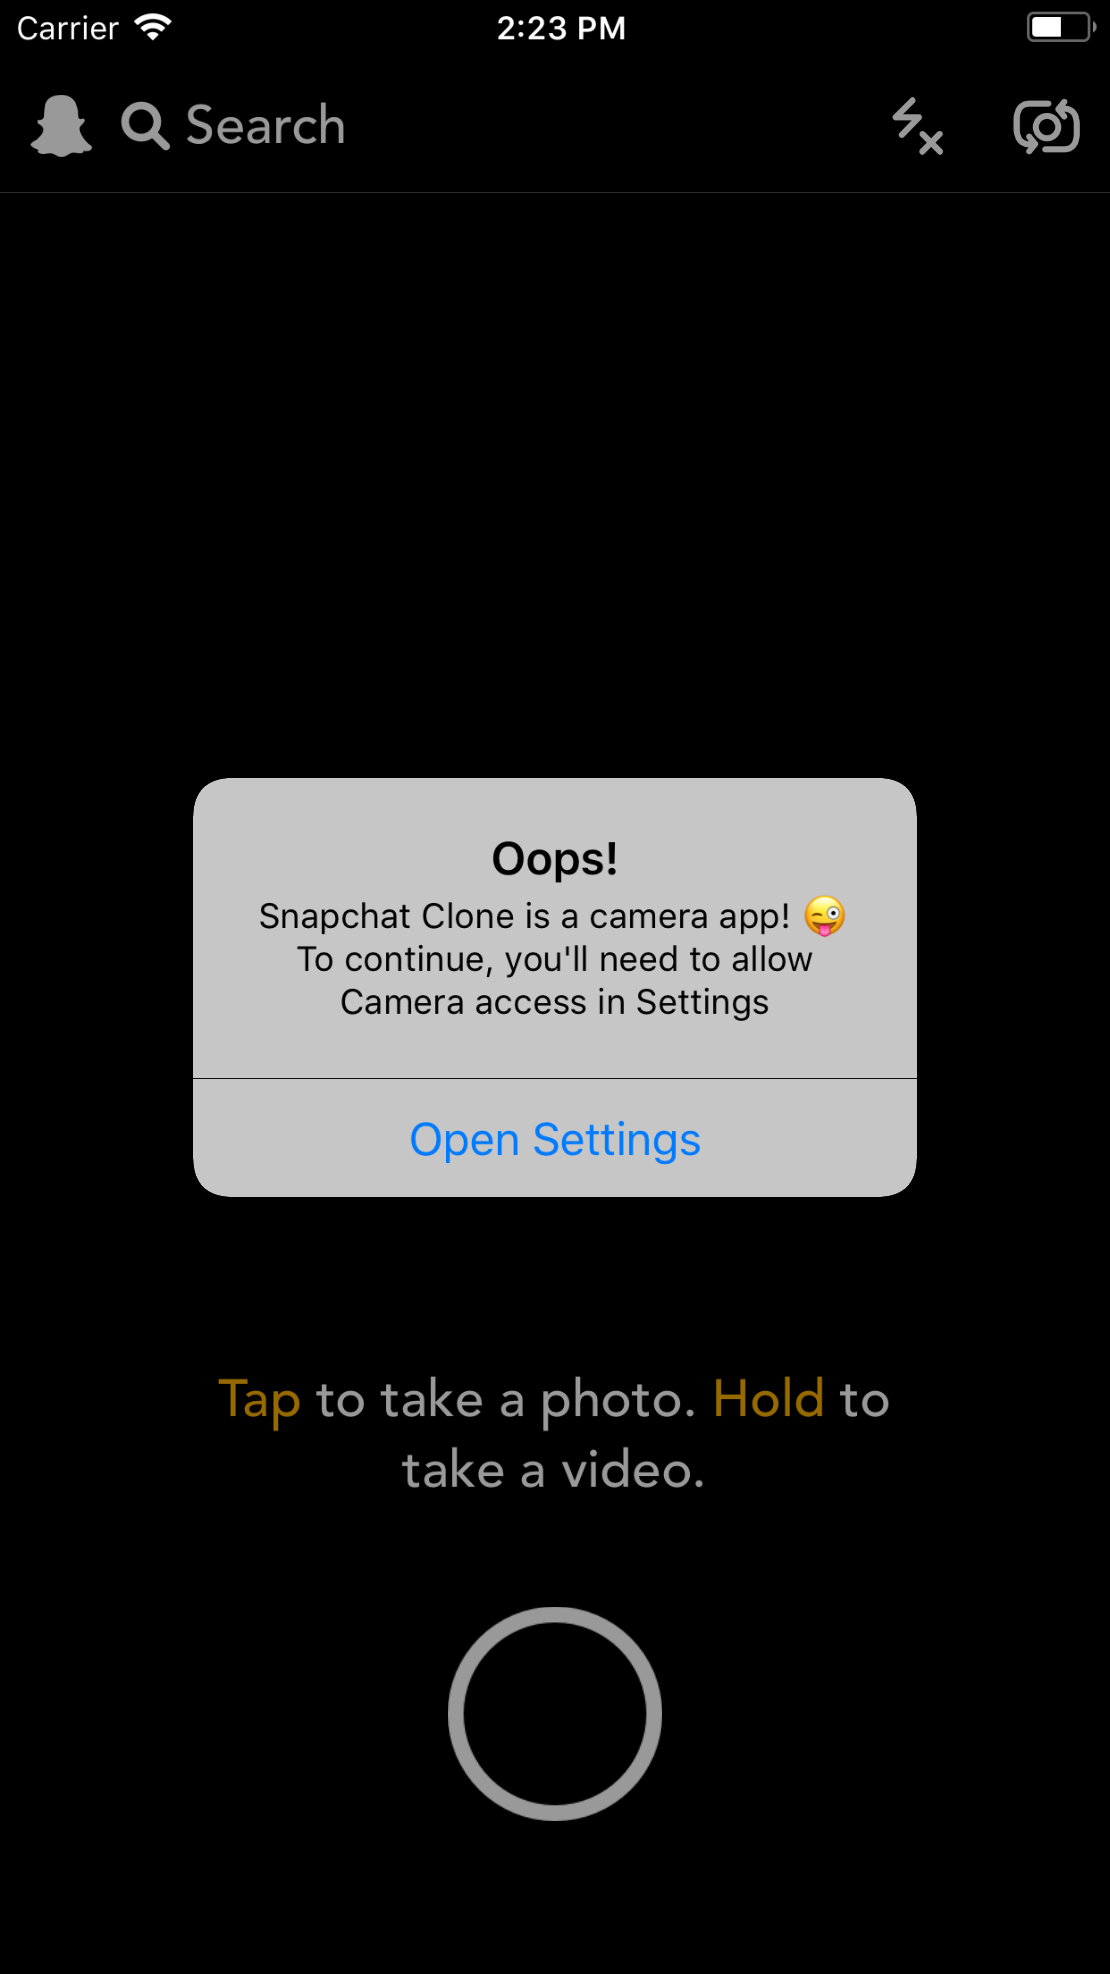 Carrier 2:23 PM
Search
Oops!
Snapchat Clone is a camera app! 😜
To continue, you'll need to allow
Camera access in Settings
Open Settings
Tap to take a photo. Hold to
take a video.